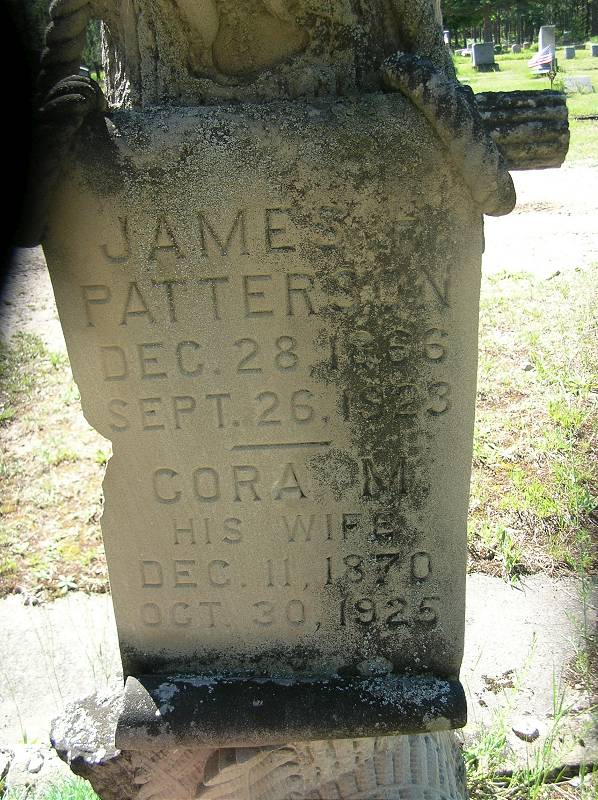 JAMES
PATTERSON
DEC. 28, 1866
SEPT. 26, 1923
CORA M.
HIS WIFE
DEC. 11, 1870
OCT. 30, 1925